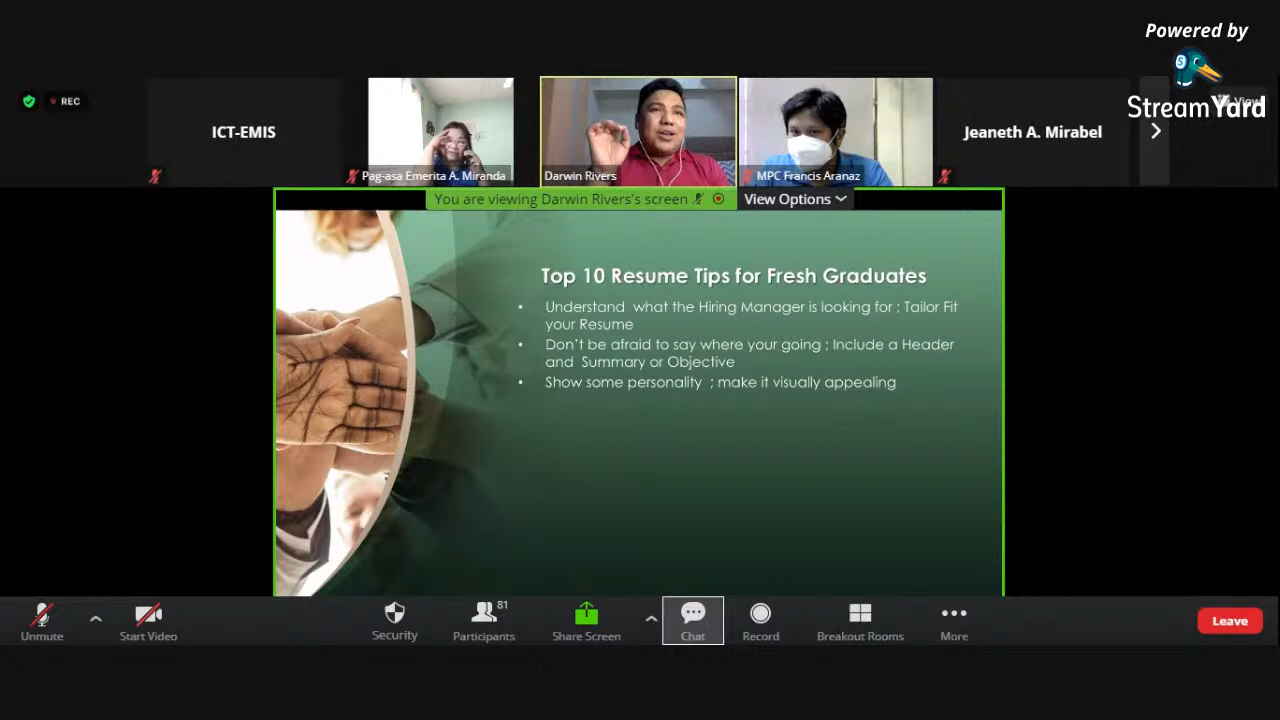 Powered by
StreamYard
REC
View
ICT-EMIS
Pag-asa Emerita A. Miranda
Darwin Rivers
MPC Francis Aranaz
Jeaneth A. Mirabel
You are viewing Darwin Rivers's screen
View Options
Top 10 Resume Tips for Fresh Graduates
• Understand what the Hiring Manager is looking for ; Tailor Fit
your Resume
• Don't be afraid to say where your going ; Include a Header
and Summary or Objective
• Show some personality ; make it visually appealing
Unmute
Start Video
Security
81
Participants
Share Screen
Chat
Record
Breakout Rooms
More
Leave